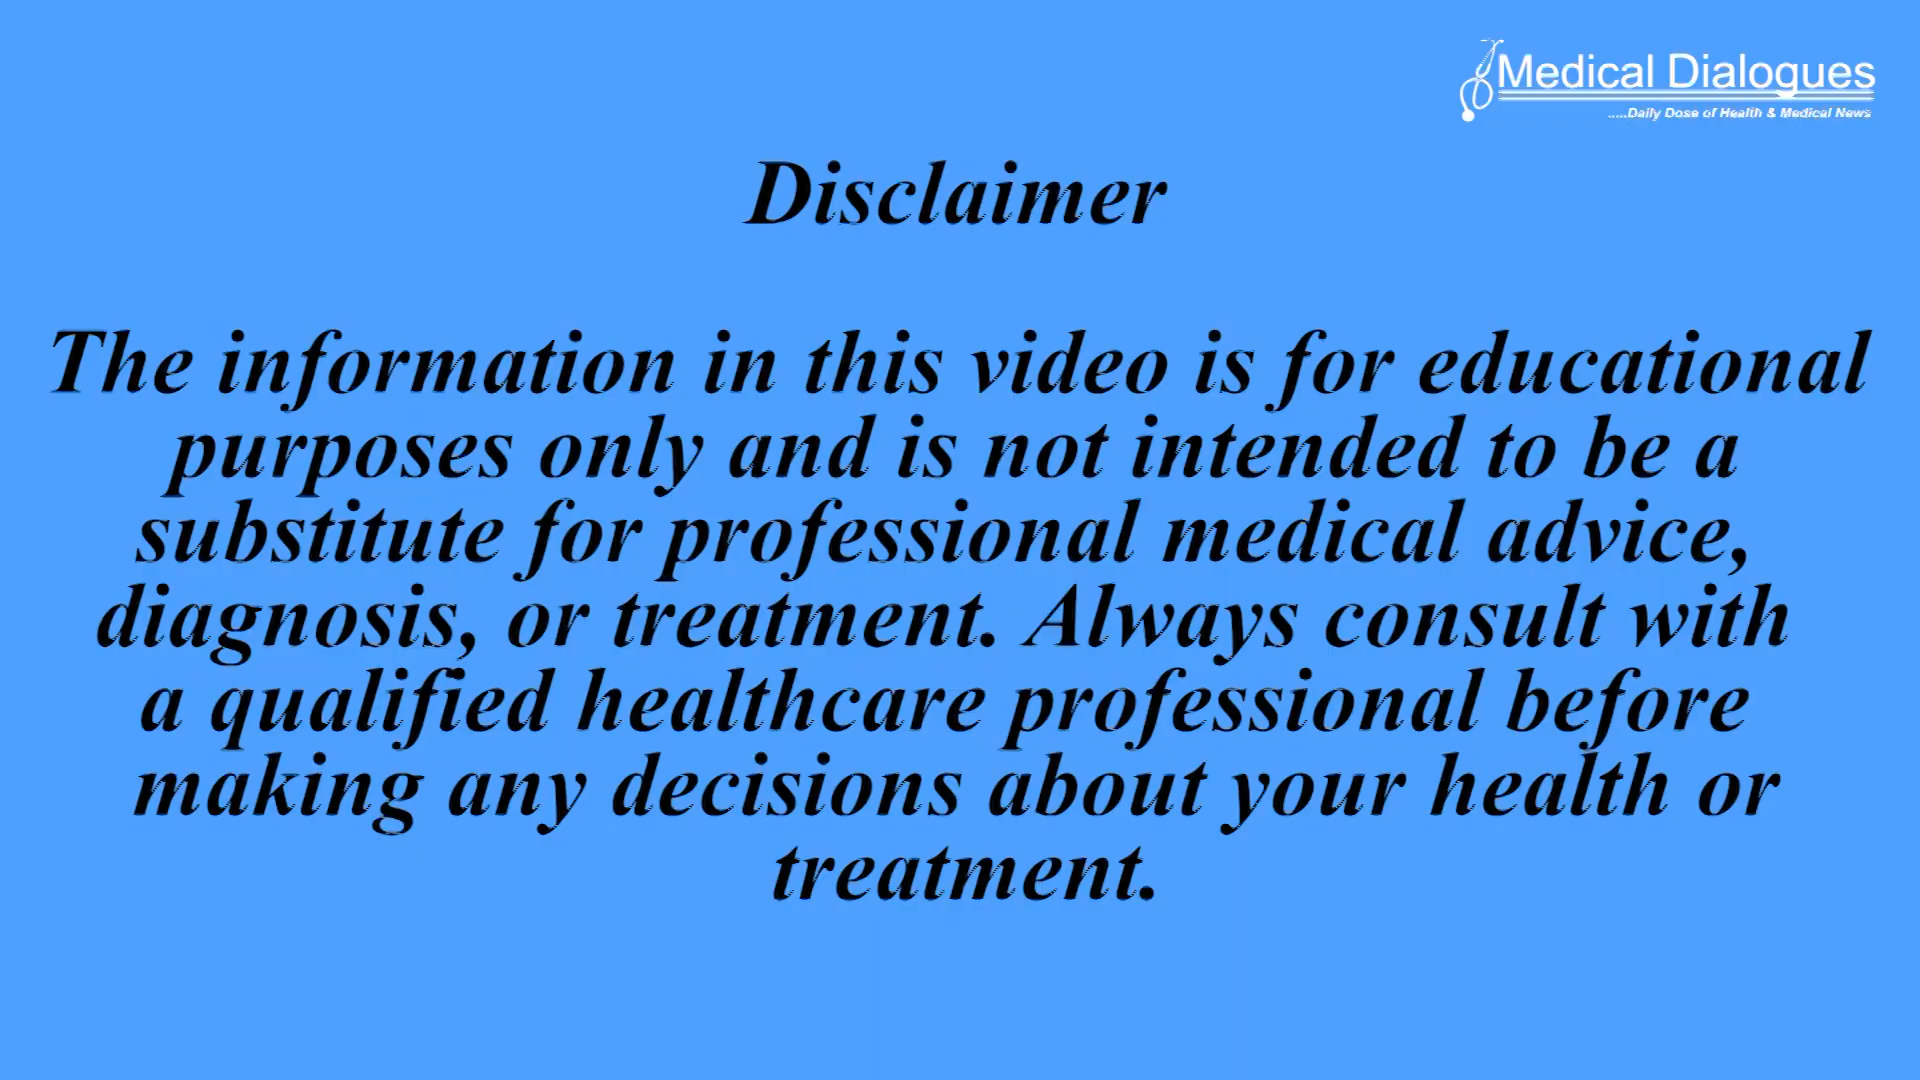 Medical Dialogues
.....Daily Dose of Health & Medical News
Disclaimer
The information in this video is for educational
purposes only and is not intended to be a
substitute for professional medical advice,
diagnosis, or treatment. Always consult with
a qualified healthcare professional before
making any decisions about your health or
treatment.